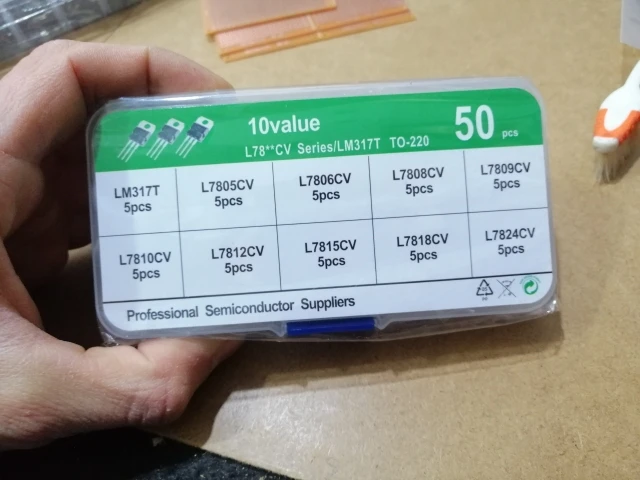 10value
50 pcs
L78**CV Series/LM317T TO-220
LM317T
5pcs
L7805CV
5pcs
L7806CV
5pcs
L7808CV
5pcs
L7809CV
5pcs
L7810CV
5pcs
L7812CV
5pcs
L7815CV
5pcs
L7818CV
5pcs
L7824CV
5pcs
Professional Semiconductor Suppliers